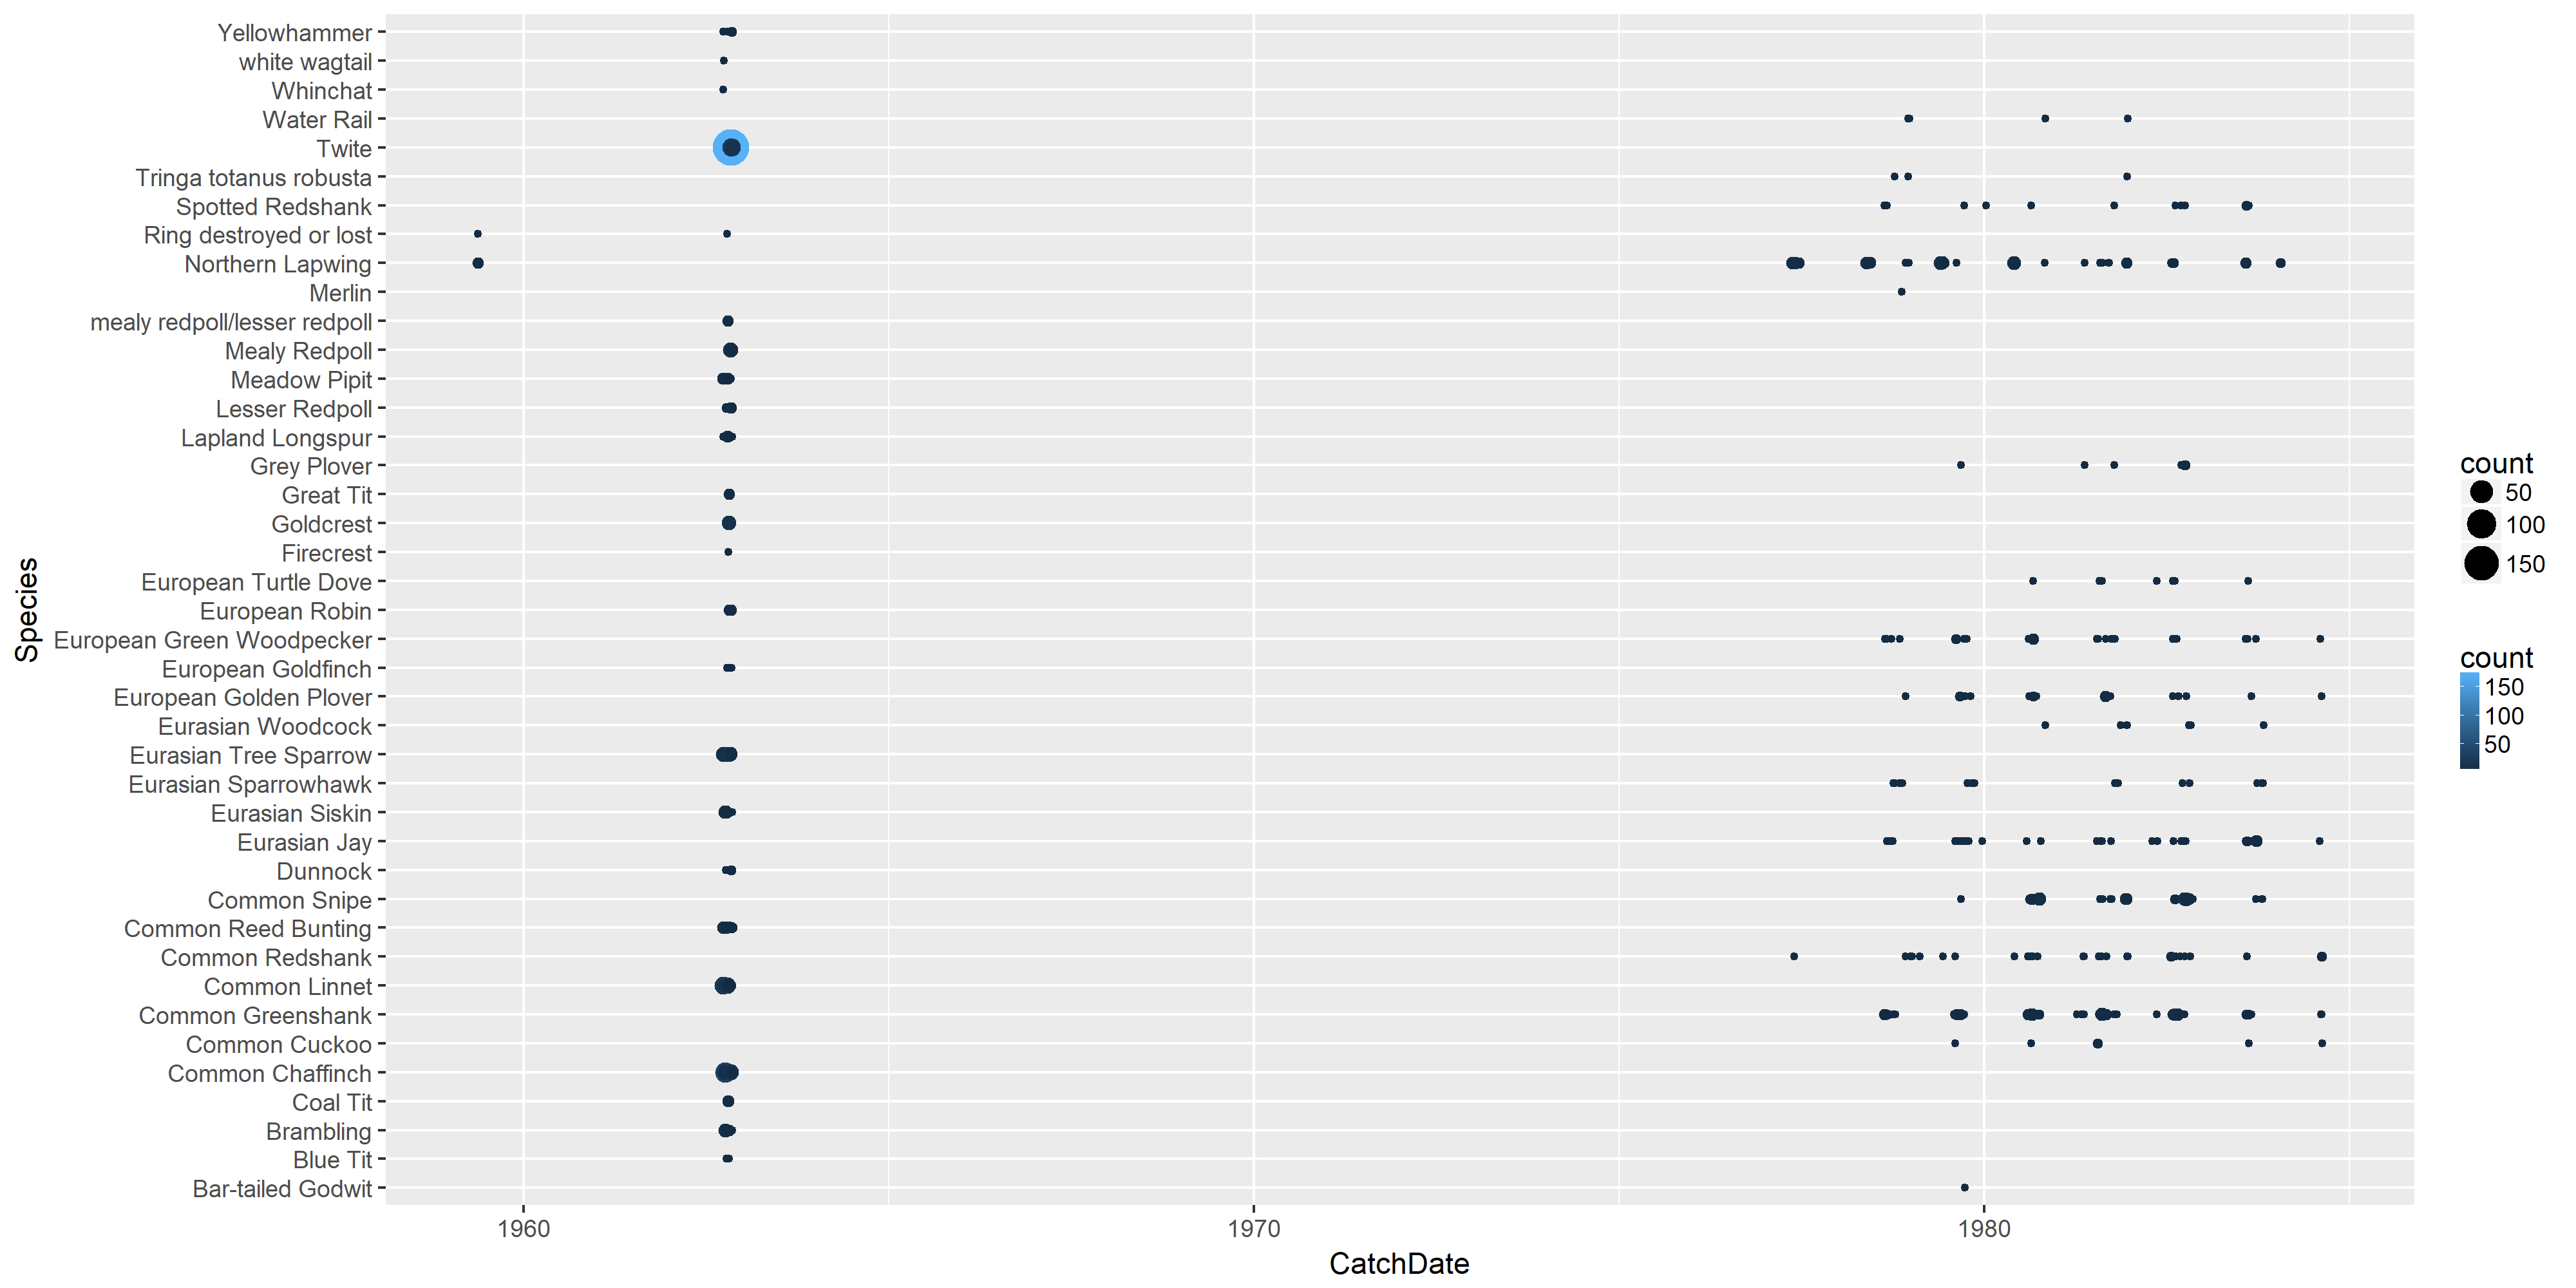 Yellowhammer
white wagtail
Whinchat
Water Rail
Twite
Tringa totanus robusta
Spotted Redshank
Ring destroyed or lost
Northern Lapwing
Merlin
mealy redpoll/lesser redpoll
Mealy Redpoll
Meadow Pipit
Lesser Redpoll
Lapland Longspur
Grey Plover
Great Tit
Goldcrest
Firecrest
European Turtle Dove
European Robin
European Green Woodpecker
European Goldfinch
European Golden Plover
Eurasian Woodcock
Eurasian Tree Sparrow
Eurasian Sparrowhawk
Eurasian Siskin
Eurasian Jay
Dunnock
Common Snipe
Common Reed Bunting
Common Redshank
Common Linnet
Common Greenshank
Common Cuckoo
Common Chaffinch
Coal Tit
Brambling
Blue Tit
Bar-tailed Godwit
Species
1960
1970
1980
CatchDate
count
50
100
150
count
150
100
50